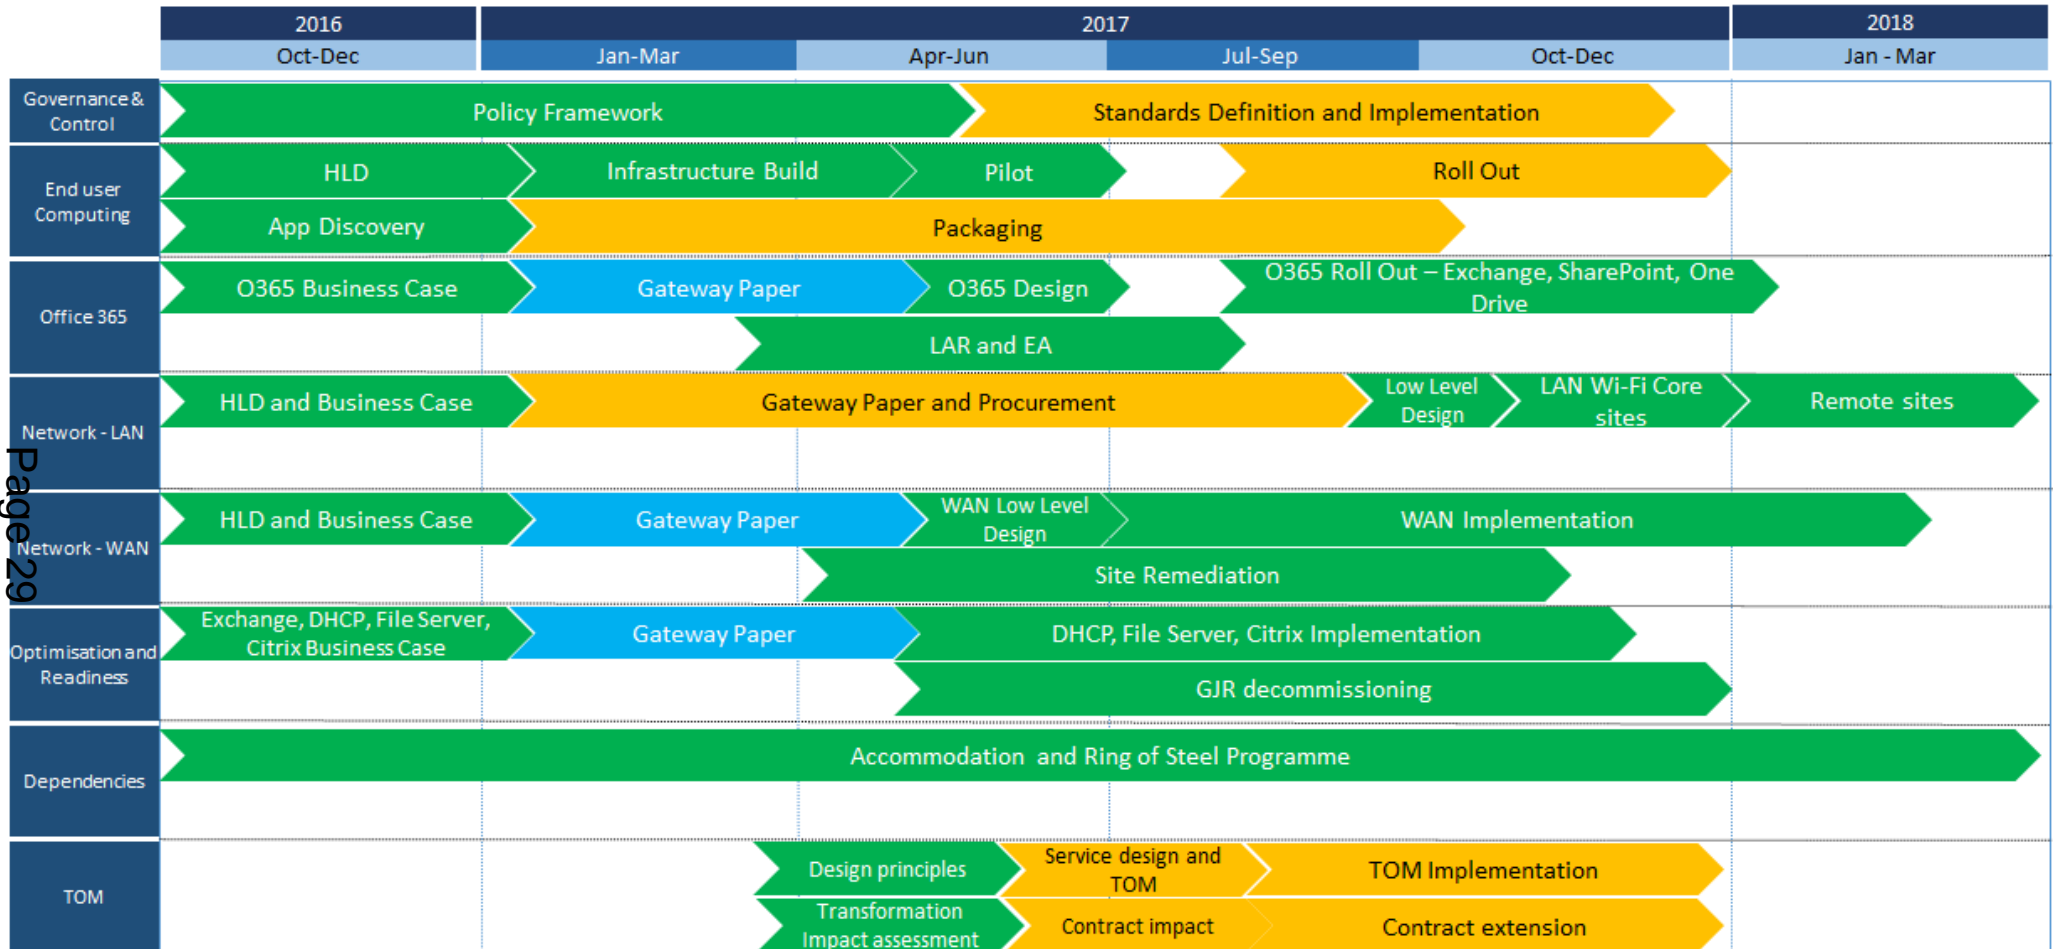 2016
2017
2018
Oct-Dec
Jan-Mar
Apr-Jun
Jul-Sep
Oct-Dec
Jan - Mar
Governance &
Control
Policy Framework
Standards Definition and Implementation
End user
Computing
HLD
Infrastructure Build
Pilot
Roll Out
App Discovery
Packaging
Office 365
O365 Business Case
Gateway Paper
O365 Design
O365 Roll Out – Exchange, SharePoint, One
Drive
LAR and EA
Network - LAN
HLD and Business Case
Gateway Paper and Procurement
Low Level
Design
LAN Wi-Fi Core
sites
Remote sites
Page 29
Network - WAN
HLD and Business Case
Gateway Paper
WAN Low Level
Design
WAN Implementation
Site Remediation
Optimisation and
Readiness
Exchange, DHCP, File Server,
Citrix Business Case
Gateway Paper
DHCP, File Server, Citrix Implementation
GJR decommissioning
Dependencies
Accommodation and Ring of Steel Programme
TOM
Design principles
Service design and
TOM
TOM Implementation
Transformation
Impact assessment
Contract impact
Contract extension